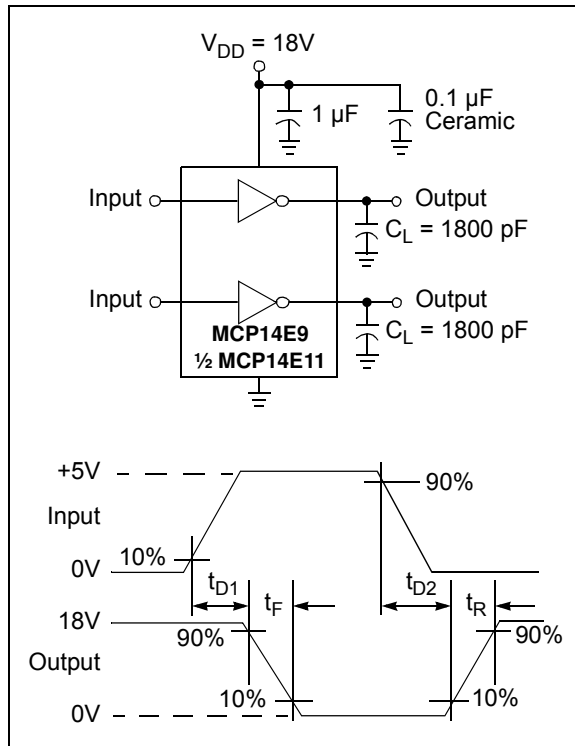 V_DD = 18V
1 µF
0.1 µF
Ceramic
Input
Output
C_L = 1800 pF
Input
Output
C_L = 1800 pF
MCP14E9
½ MCP14E11
+5V
90%
Input
10%
0V
t_D1
t_F
t_D2
t_R
18V
90%
90%
Output
10%
10%
0V